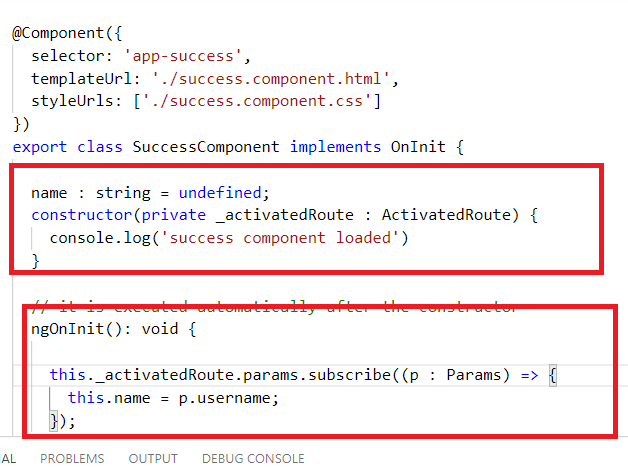 @Component({
selector: 'app-success',
templateUrl: './success.component.html',
styleUrls: ['./success.component.css']
})
export class SuccessComponent implements OnInit {
name : string = undefined;
constructor(private _activatedRoute : ActivatedRoute) {
console.log('success component loaded')
}
// it is executed automatically after the constructor
ngOnInit(): void {
this._activatedRoute.params.subscribe((p : Params) => {
this.name = p.username;
});
AL PROBLEMS OUTPUT DEBUG CONSOLE